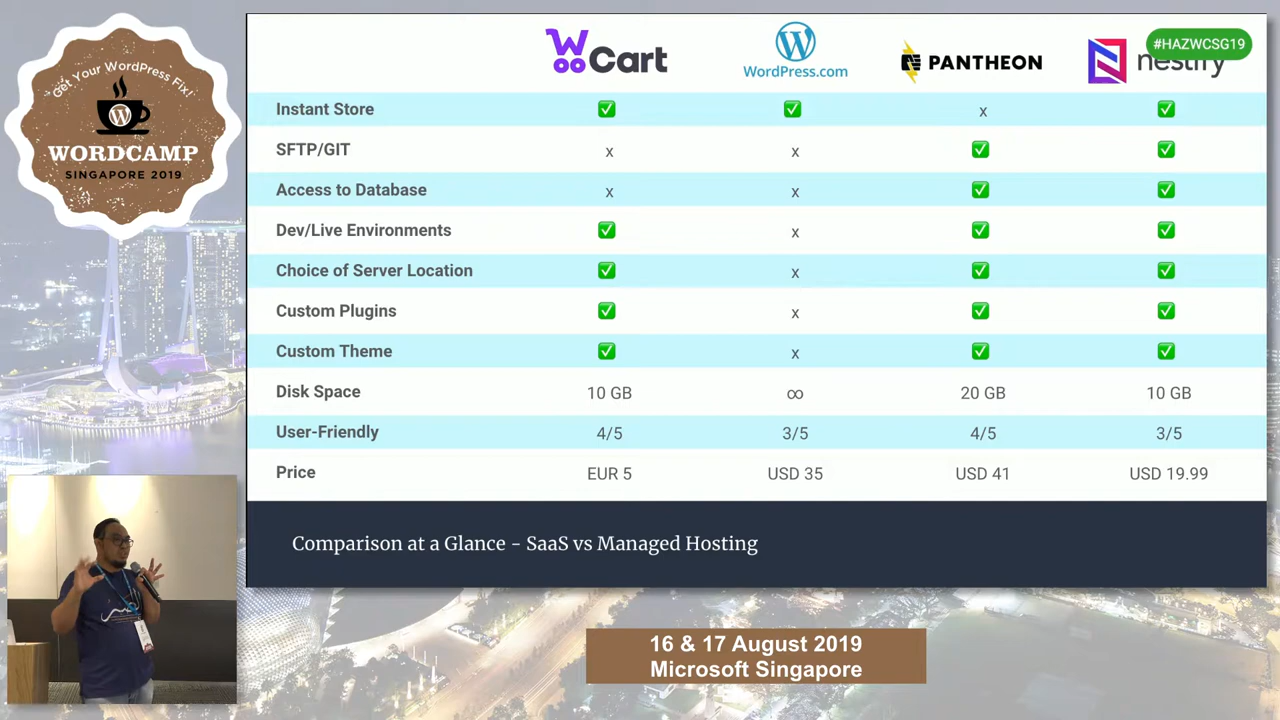 Get Your WordPress Fix!
WORDCAMP
SINGAPORE 2019
WooCart
WordPress.com
PANTHEON
nestify
#HAZWCSG19
Instant Store ✅ ✅ x ✅
SFTP/GIT x x ✅ ✅
Access to Database x x ✅ ✅
Dev/Live Environments ✅ x ✅ ✅
Choice of Server Location ✅ x ✅ ✅
Custom Plugins ✅ x ✅ ✅
Custom Theme ✅ x ✅ ✅
Disk Space 10 GB ∞ 20 GB 10 GB
User-Friendly 4/5 3/5 4/5 3/5
Price EUR 5 USD 35 USD 41 USD 19.99
Comparison at a Glance - SaaS vs Managed Hosting
16 & 17 August 2019
Microsoft Singapore